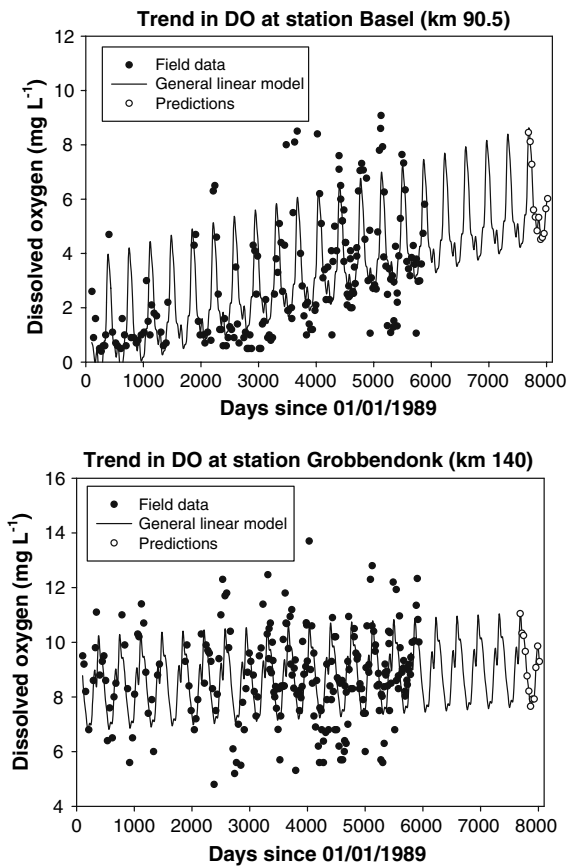 Trend in DO at station Basel (km 90.5)
Dissolved oxygen (mg L⁻¹)
12
10
8
6
4
2
0
Field data
General linear model
Predictions
0 1000 2000 3000 4000 5000 6000 7000 8000
Days since 01/01/1989
Trend in DO at station Grobbendonk (km 140)
Dissolved oxygen (mg L⁻¹)
16
14
12
10
8
6
4
Field data
General linear model
Predictions
0 1000 2000 3000 4000 5000 6000 7000 8000
Days since 01/01/1989